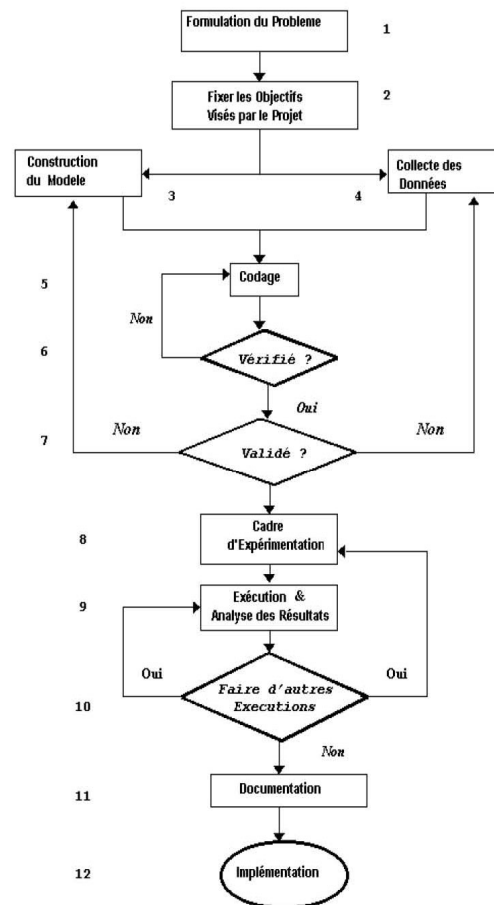 Formulation du Probleme
1
Fixer les Objectifs
Visés par le Projet
2
Construction
du Modele
3
Collecte des
Données
4
Codage
5
Non
Vérifié ?
6
Oui
Non
Validé ?
Non
7
Cadre
d'Expérimentation
8
Exécution &
Analyse des Résultats
9
Oui
Faire d'autres
Executions
Oui
10
Non
Documentation
11
Implémentation
12